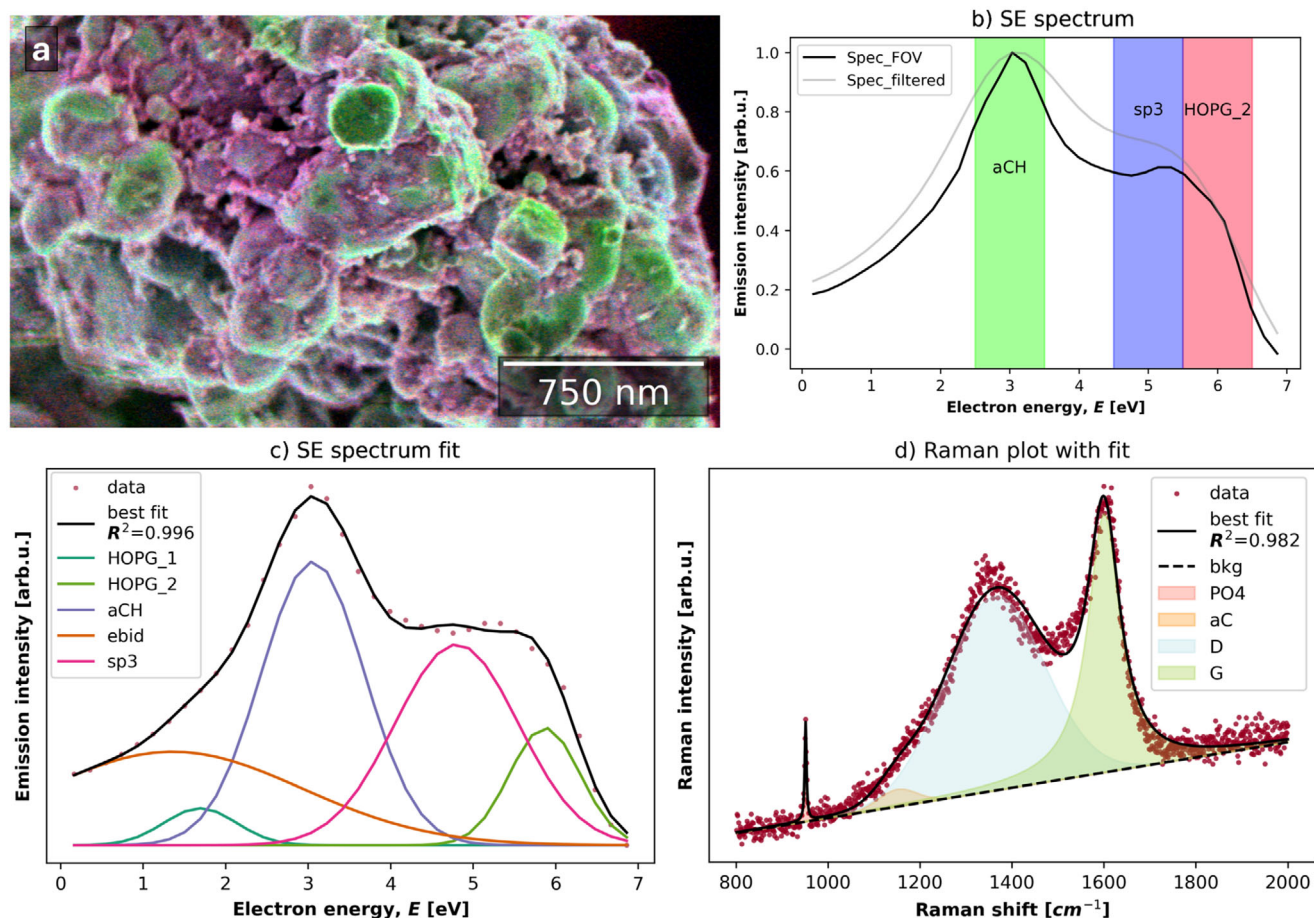 a
750 nm
b) SE spectrum
Spec_FOV
Spec_filtered
aCH
sp3
HOPG_2
Emission intensity [arb.u.]
1.0
0.8
0.6
0.4
0.2
0.0
0 1 2 3 4 5 6 7
Electron energy, E [eV]
c) SE spectrum fit
data
best fit
R²=0.996
HOPG_1
HOPG_2
aCH
ebid
sp3
Emission intensity [arb.u.]
0 1 2 3 4 5 6 7
Electron energy, E [eV]
d) Raman plot with fit
data
best fit
R²=0.982
bkg
PO4
aC
D
G
Raman intensity [arb.u.]
800 1000 1200 1400 1600 1800 2000
Raman shift [cm⁻¹]